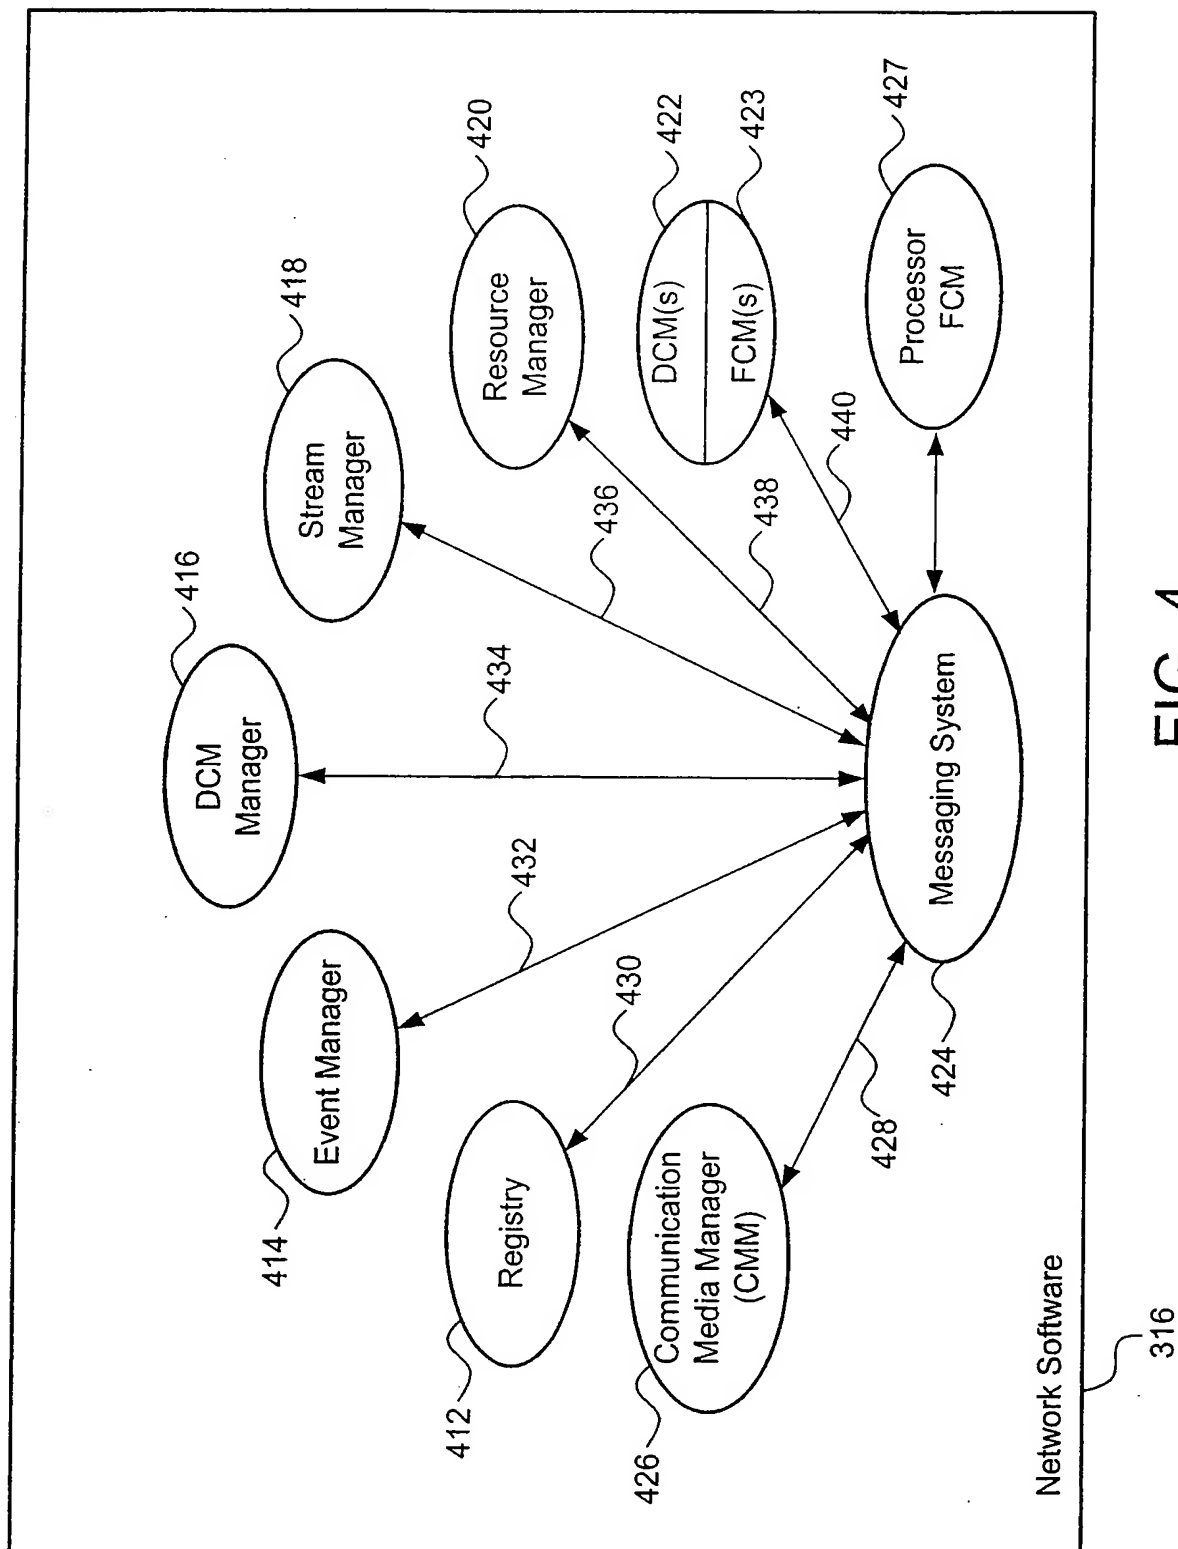 416
DCM
Manager
418
Stream
Manager
414
Event Manager
420
Resource
Manager
412
Registry
422
DCM(s)
FCM(s)
423
426
Communication
Media Manager
(CMM)
427
Processor
FCM
424
Messaging System
428
430
432
434
436
438
440
Network Software
316
FIG. 4